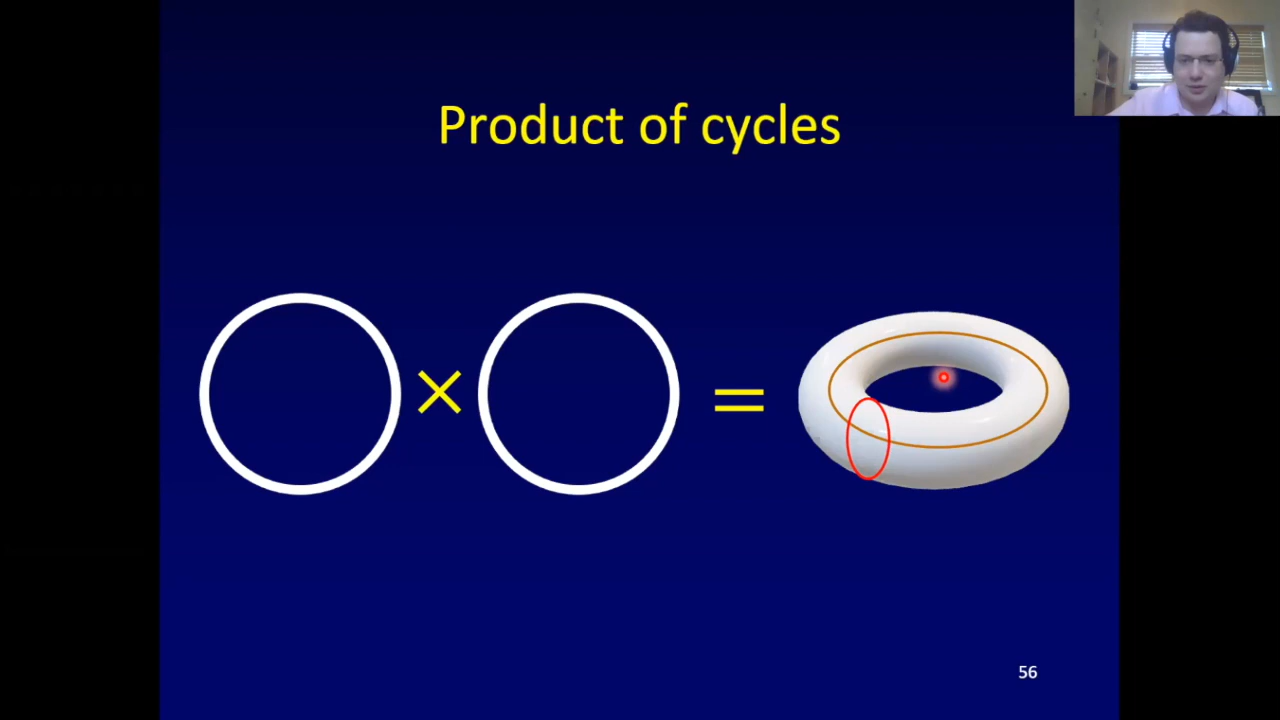 Product of cycles
× =
56